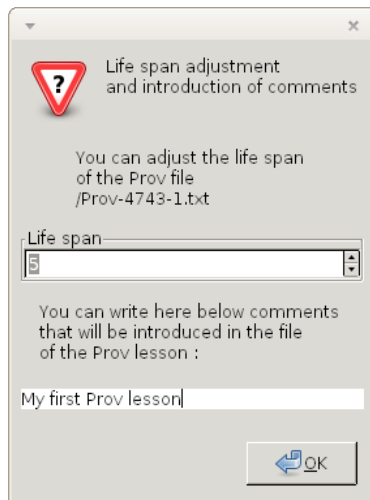 ?
Life span adjustment
and introduction of comments
You can adjust the life span
of the Prov file
/Prov-4743-1.txt
Life span
5
You can write here below comments
that will be introduced in the file
of the Prov lesson :
My first Prov lesson
OK